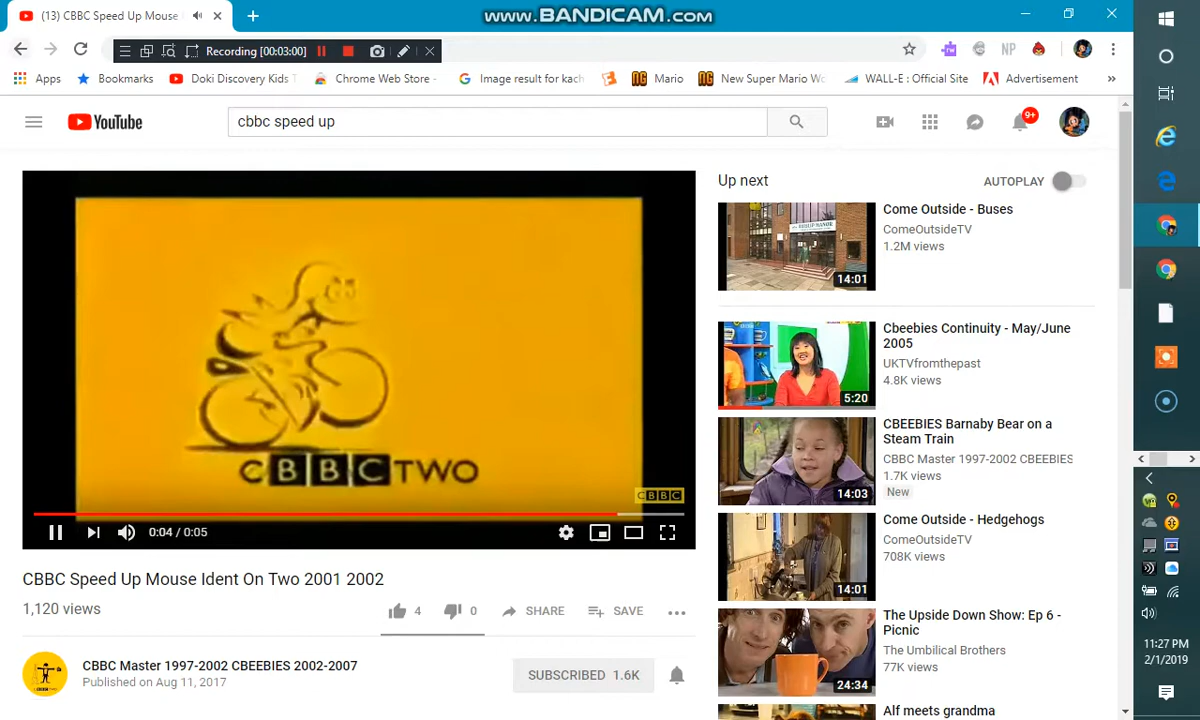 www.BANDICAM.com
(13) CBBC Speed Up Mouse
Recording [00:03:00]
NP
Apps
Bookmarks
Doki Discovery Kids T
Chrome Web Store -
Image result for kach
Mario
New Super Mario Wo
WALL-E : Official Site
Advertisement
»
YouTube
cbbc speed up
9+
Up next
AUTOPLAY
Come Outside - Buses
ComeOutsideTV
1.2M views
14:01
Cbeebies Continuity - May/June
2005
UKTVfromthepast
4.8K views
5:20
CBEEBIES Barnaby Bear on a
Steam Train
CBBC Master 1997-2002 CBEEBIES
1.7K views
New
14:03
Come Outside - Hedgehogs
ComeOutsideTV
708K views
14:01
The Upside Down Show: Ep 6 -
Picnic
The Umbilical Brothers
77K views
24:34
Alf meets grandma
CBBC TWO
CBBC
0:04 / 0:05
CBBC Speed Up Mouse Ident On Two 2001 2002
1,120 views
4
0
SHARE
SAVE
CBBC Master 1997-2002 CBEEBIES 2002-2007
Published on Aug 11, 2017
SUBSCRIBED 1.6K
11:27 PM
2/1/2019